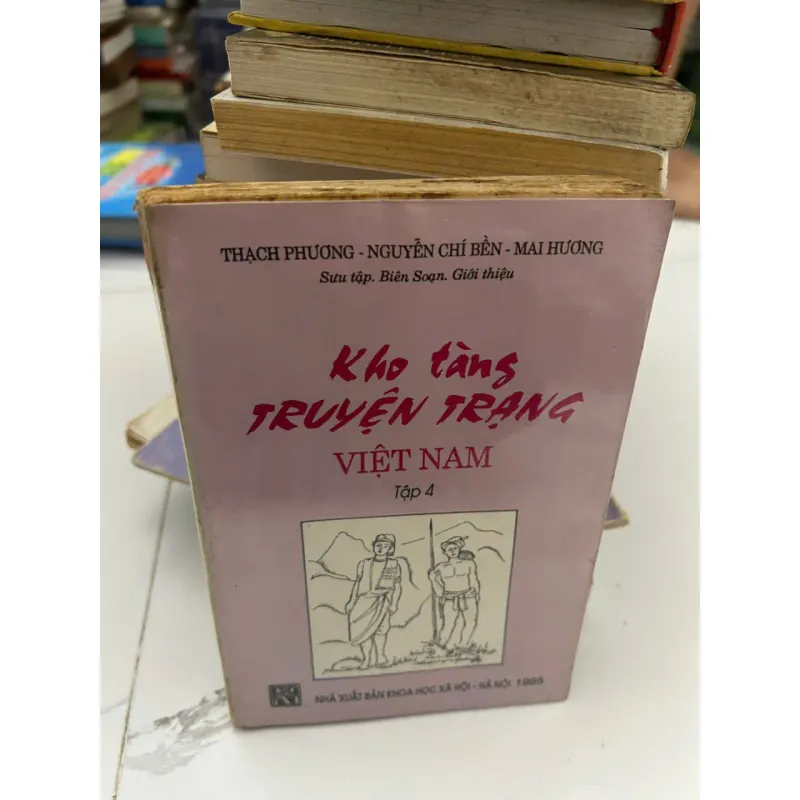 THẠCH PHƯƠNG - NGUYỄN CHÍ BỀN - MAI HƯƠNG
Sưu tập. Biên Soạn. Giới thiệu
Kho tàng
TRUYỆN TRẠNG
VIỆT NAM
Tập 4
NHÀ XUẤT BẢN KHOA HỌC XÃ HỘI - HÀ NỘI 1995